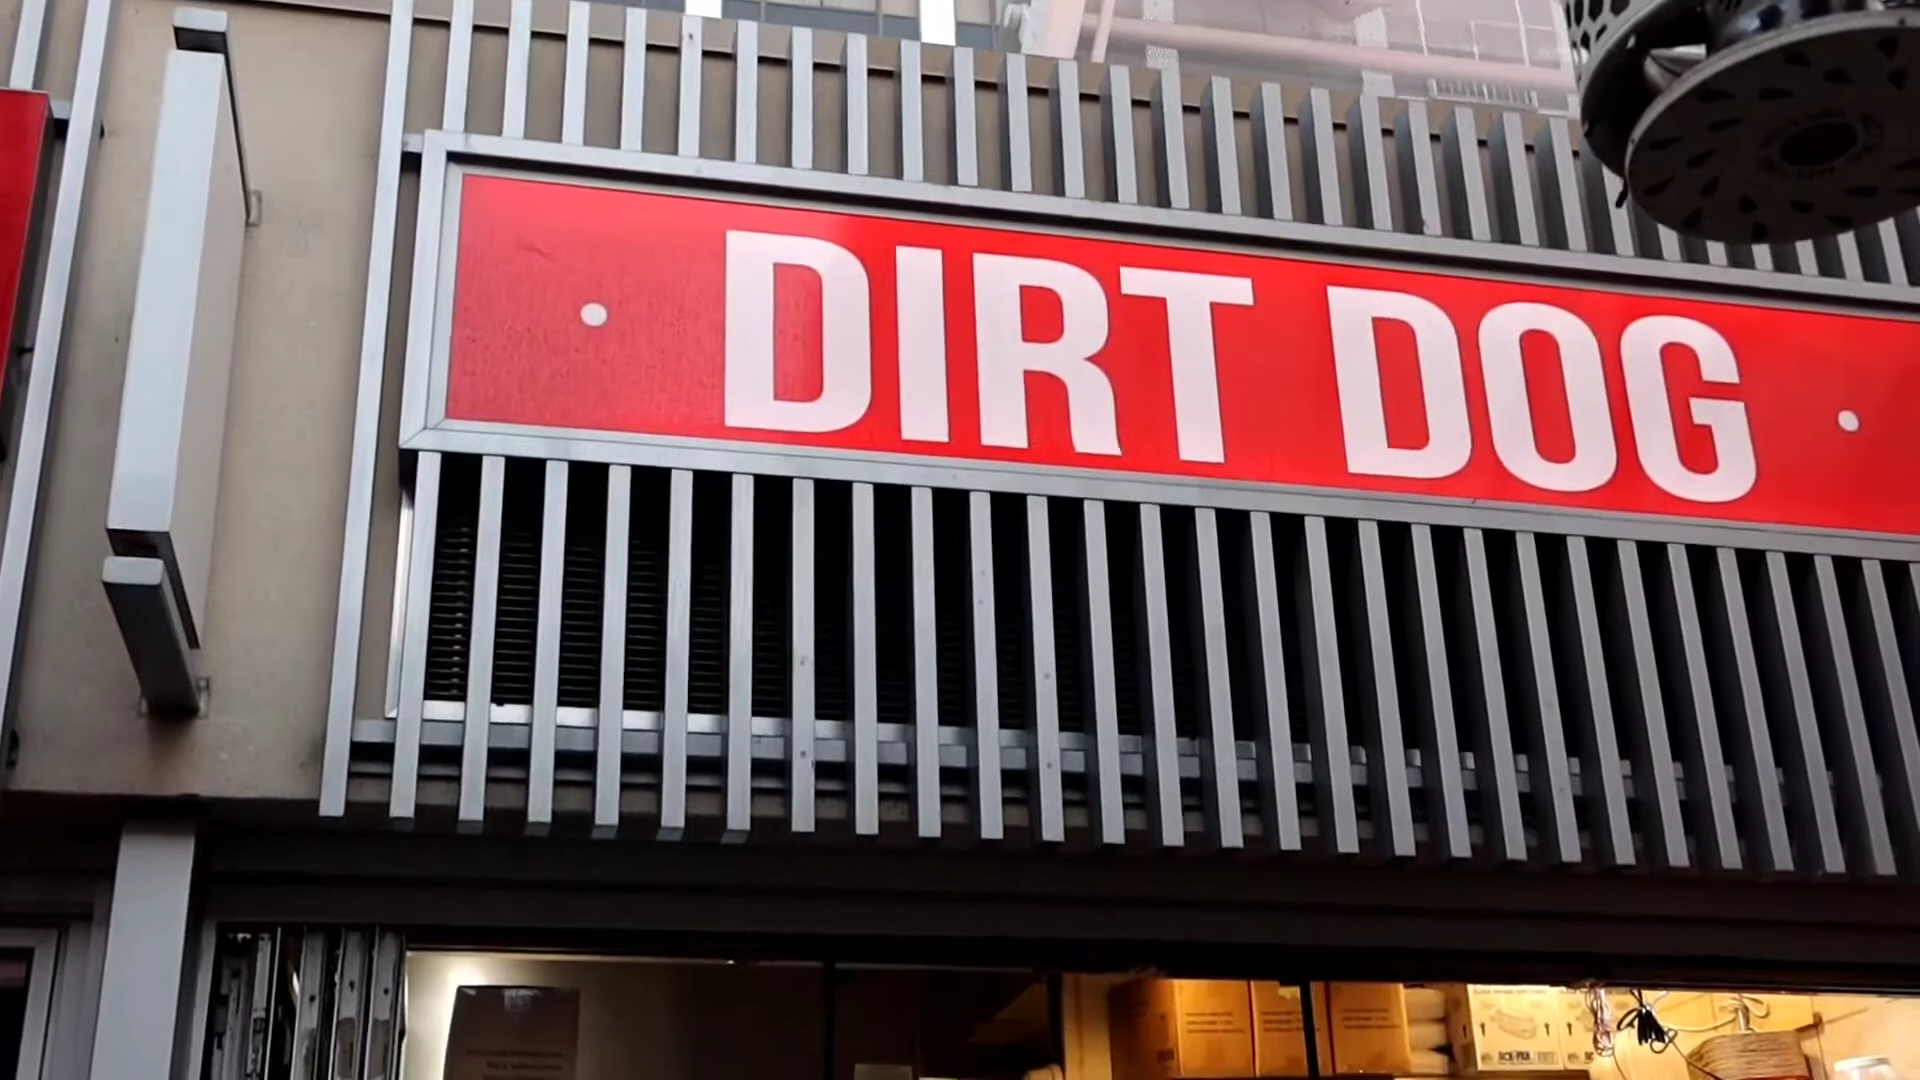 • DIRT DOG •